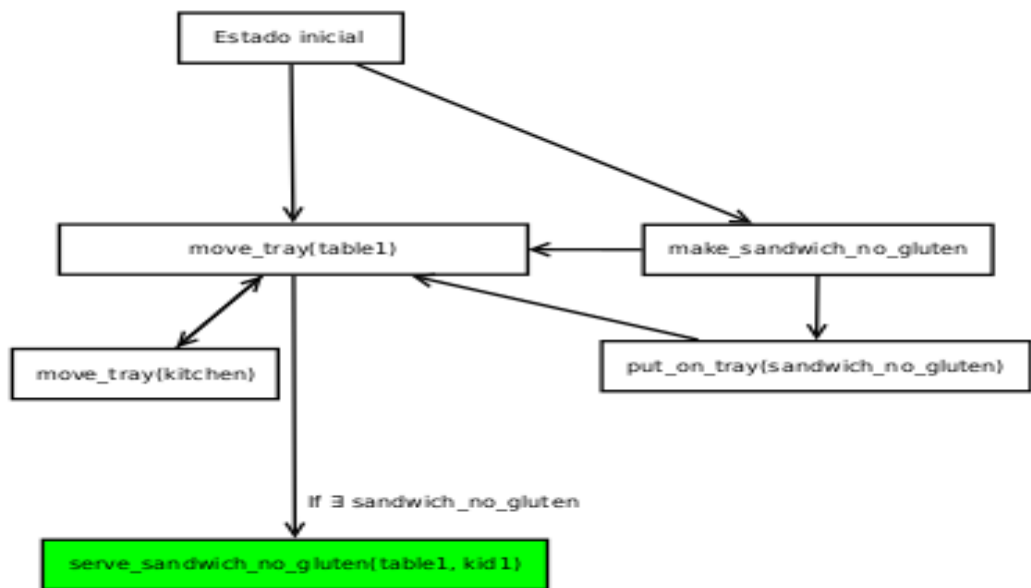 Estado inicial
move_tray(table1)
make_sandwich_no_gluten
move_tray(kitchen)
put_on_tray(sandwich_no_gluten)
If ∃ sandwich_no_gluten
serve_sandwich_no_gluten(table1, kid1)